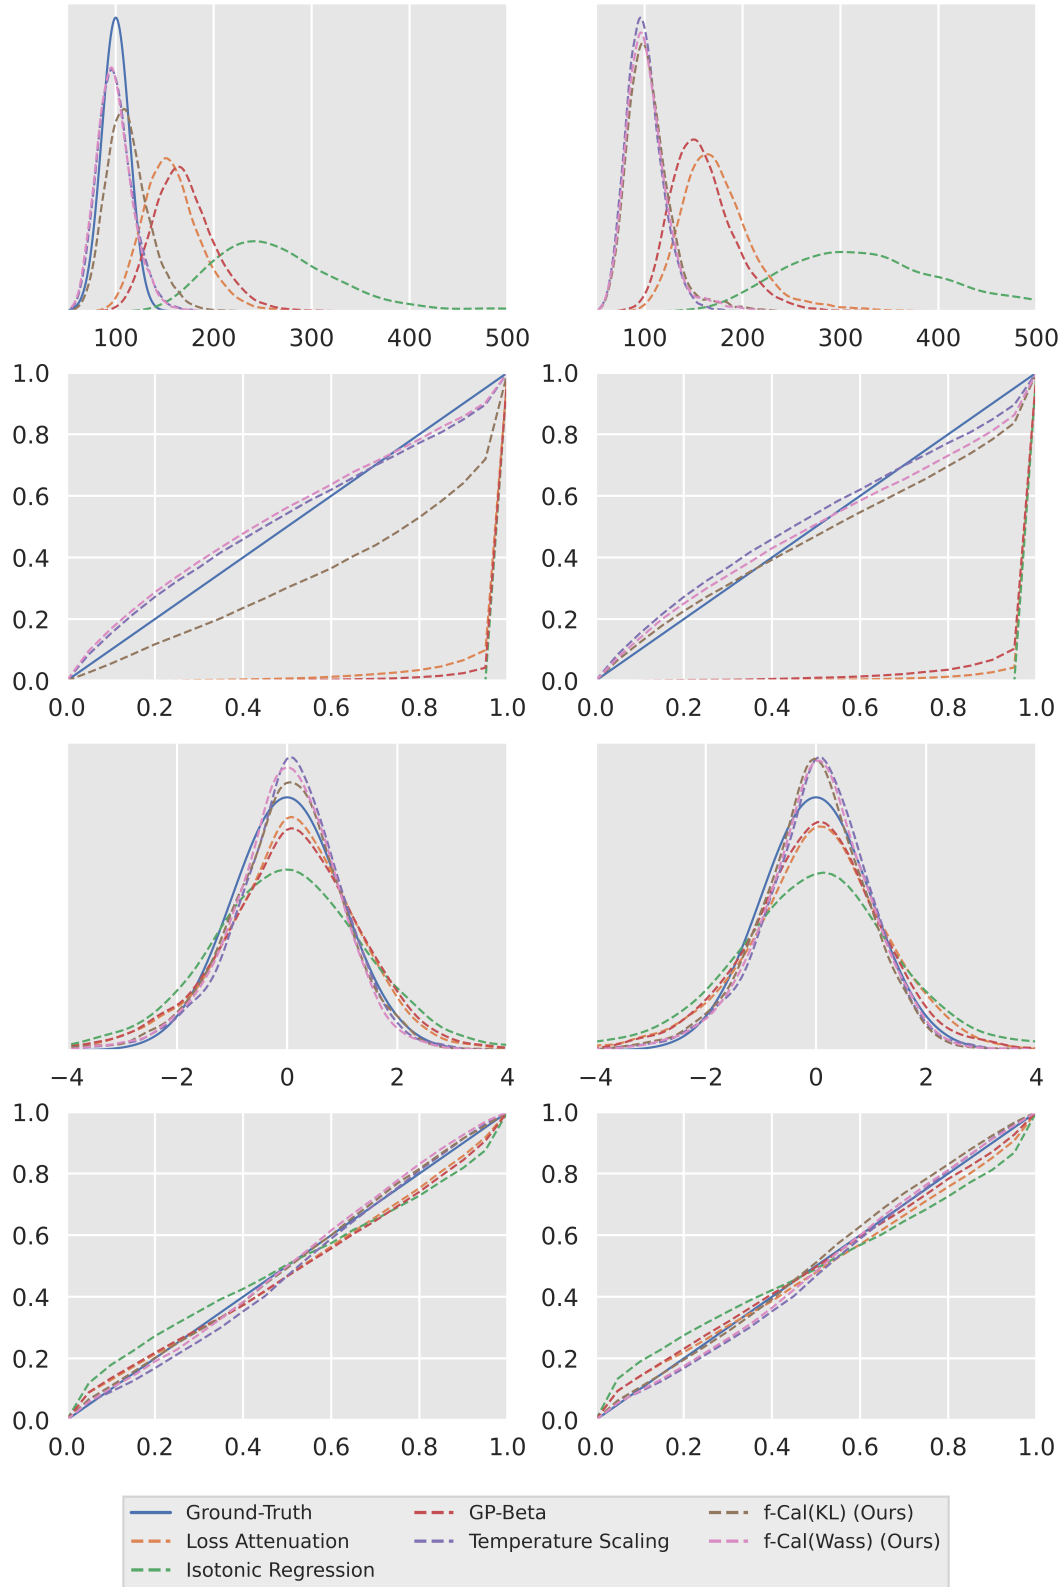 100 200 300 400 500
100 200 300 400 500
1.0
0.8
0.6
0.4
0.2
0.0
0.0 0.2 0.4 0.6 0.8 1.0
1.0
0.8
0.6
0.4
0.2
0.0
0.0 0.2 0.4 0.6 0.8 1.0
−4 −2 0 2 4
−4 −2 0 2 4
1.0
0.8
0.6
0.4
0.2
0.0
0.0 0.2 0.4 0.6 0.8 1.0
1.0
0.8
0.6
0.4
0.2
0.0
0.0 0.2 0.4 0.6 0.8 1.0
Ground-Truth
Loss Attenuation
Isotonic Regression
GP-Beta
Temperature Scaling
f-Cal(KL) (Ours)
f-Cal(Wass) (Ours)